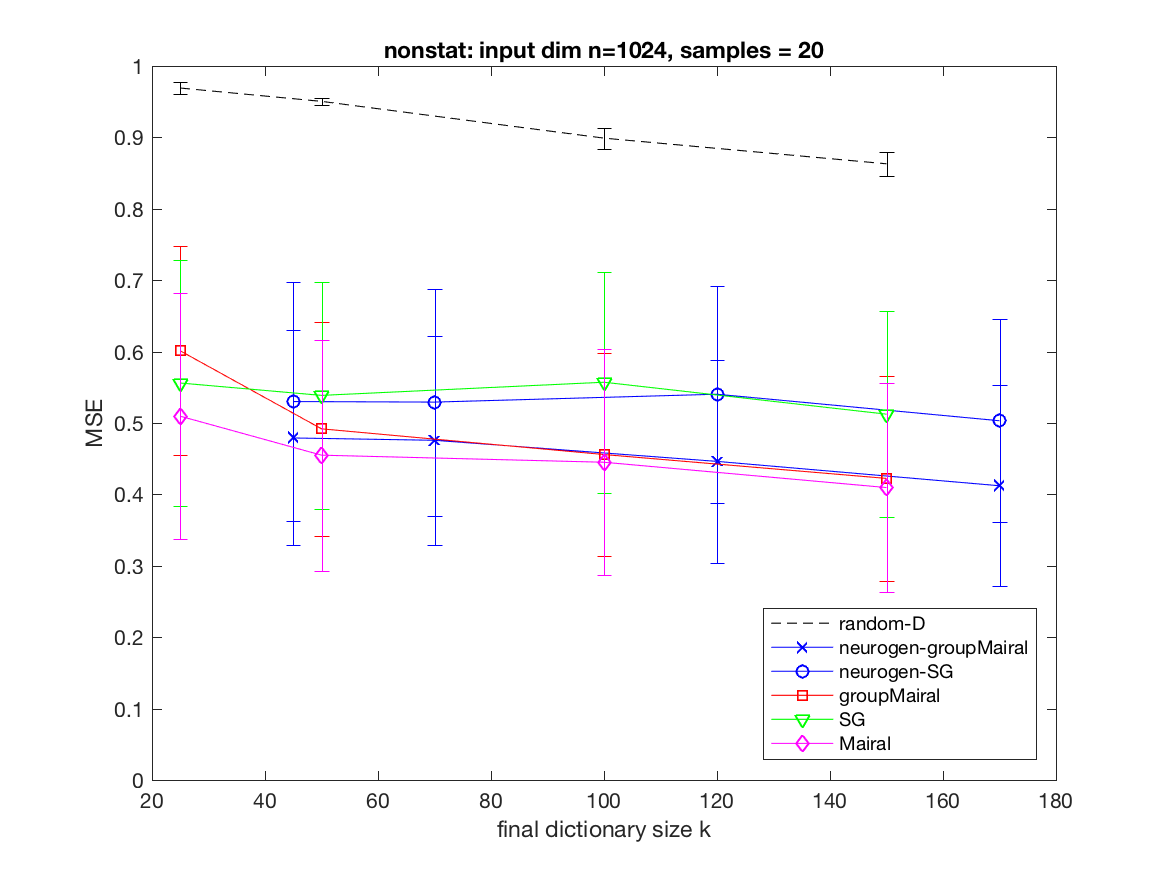 nonstat: input dim n=1024, samples = 20
1
0.9
0.8
0.7
0.6
0.5
0.4
0.3
0.2
0.1
0
MSE
20 40 60 80 100 120 140 160 180
final dictionary size k
random-D
neurogen-groupMairal
neurogen-SG
groupMairal
SG
Mairal